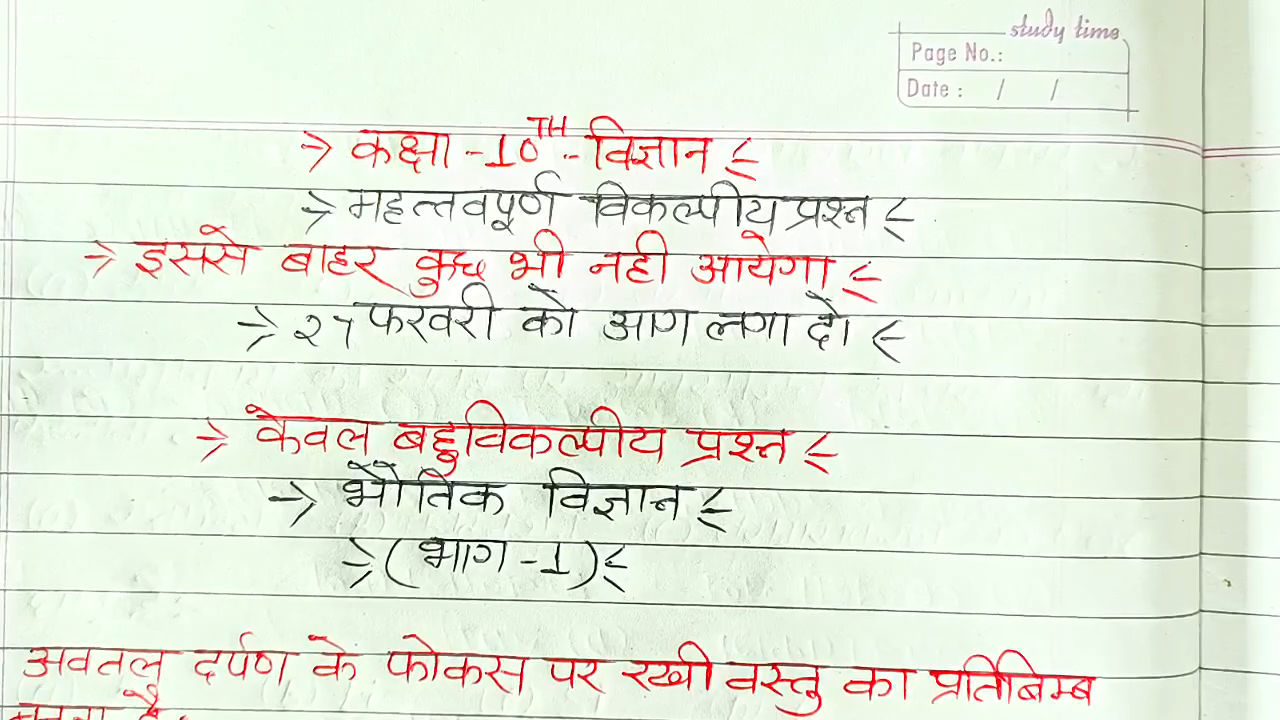 study time
Page No.:
Date : / /
→ कक्षा -10TH - विज्ञान ←
→ महत्तवपूर्ण विकल्पीय प्रश्न ←
→ इससे बाहर कुछ भी नही आयेगा ←
→ 27 फरवरी को आग लगा दो ←
→ केवल बहुविकल्पीय प्रश्न ←
→ भौतिक विज्ञान ←
→ (भाग -1) ←
अवतल दर्पण के फोकस पर रखी वस्तु का प्रतिबिम्ब